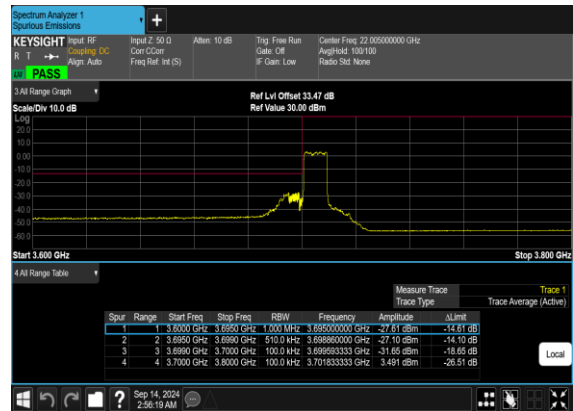 Spectrum Analyzer 1
Spurious Emissions
KEYSIGHT Input: RF Input Z: 50 Ω Atten: 10 dB Trig: Free Run Center Freq: 22.005000000 GHz
R T Coupling: DC Corr CCorr Gate: Off Avg|Hold: 100/100
Align: Auto Freq Ref: Int (S) IF Gain: Low Radio Std: None
LXI PASS
3 All Range Graph
Ref Lvl Offset 33.47 dB
Scale/Div 10.0 dB Ref Value 30.00 dBm
Log
20.0
10.0
0.00
-10.0
-20.0
-30.0
-40.0
-50.0
-60.0
Start 3.600 GHz Stop 3.800 GHz
4 All Range Table
Measure Trace Trace 1
Trace Type Trace Average (Active)
Spur Range Start Freq Stop Freq RBW Frequency Amplitude ΔLimit
1 1 3.6000 GHz 3.6950 GHz 1.000 MHz 3.695000000 GHz -27.61 dBm -14.61 dB
2 2 3.6950 GHz 3.6990 GHz 510.0 kHz 3.698860000 GHz -27.10 dBm -14.10 dB
3 3 3.6990 GHz 3.7000 GHz 100.0 kHz 3.699593333 GHz -31.65 dBm -18.65 dB
4 4 3.7000 GHz 3.8000 GHz 100.0 kHz 3.701833333 GHz 3.491 dBm -26.51 dB
Local
? Sep 14, 2024
2:56:19 AM